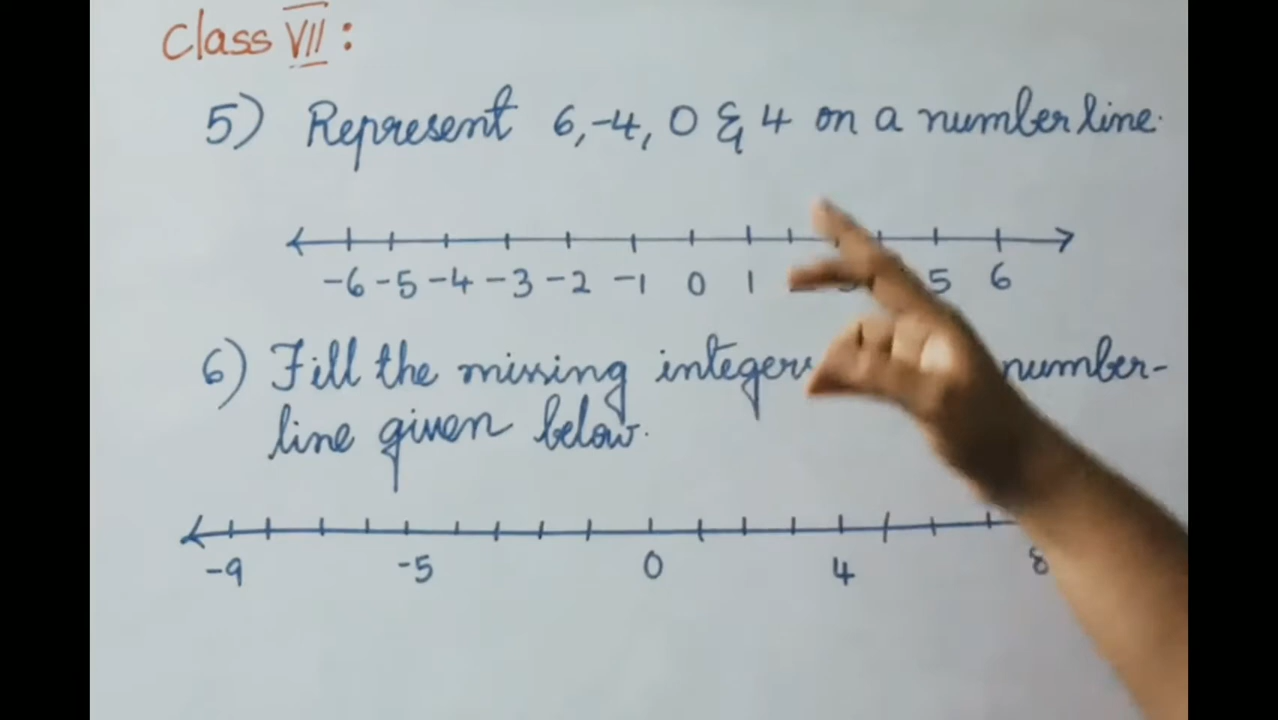 Class VII:
5) Represent 6, -4, 0 & 4 on a number line.
-6 -5 -4 -3 -2 -1 0 1 5 6
6) Fill the missing integers number-
line given below.
-9 -5 0 4 8